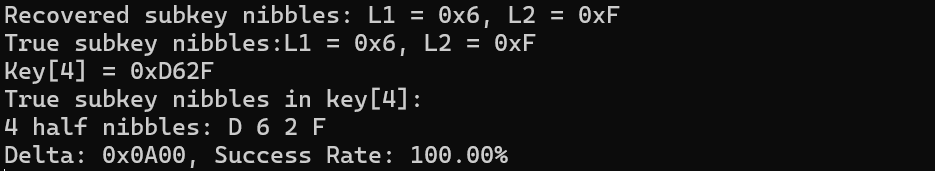 Recovered subkey nibbles: L1 = 0x6, L2 = 0xF
True subkey nibbles:L1 = 0x6, L2 = 0xF
Key[4] = 0xD62F
True subkey nibbles in key[4]:
4 half nibbles: D 6 2 F
Delta: 0x0A00, Success Rate: 100.00%